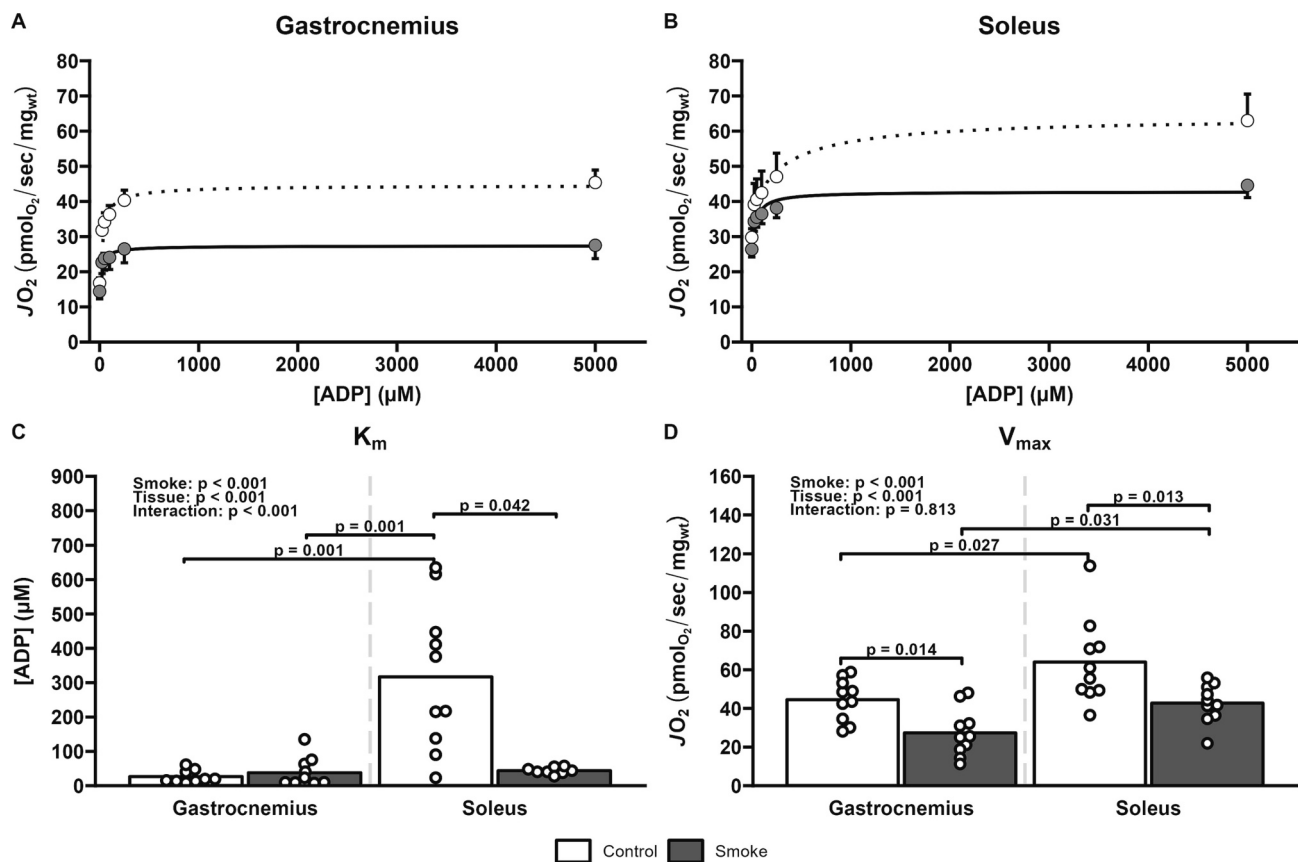 A
Gastrocnemius
80
70
60
50
40
30
20
10
0
JO2 (pmolO2/sec/mgwt)
0
1000
2000
3000
4000
5000
[ADP] (µM)
B
Soleus
80
70
60
50
40
30
20
10
0
JO2 (pmolO2/sec/mgwt)
0
1000
2000
3000
4000
5000
[ADP] (µM)
C
Km
900
800
700
600
500
400
300
200
100
0
[ADP] (µM)
Smoke: p < 0.001
Tissue: p < 0.001
Interaction: p < 0.001
p = 0.042
p = 0.001
p = 0.001
Gastrocnemius
Soleus
D
Vmax
160
140
120
100
80
60
40
20
0
JO2 (pmolO2/sec/mgwt)
Smoke: p < 0.001
Tissue: p < 0.001
Interaction: p = 0.813
p = 0.013
p = 0.031
p = 0.027
p = 0.014
Gastrocnemius
Soleus
Control
Smoke